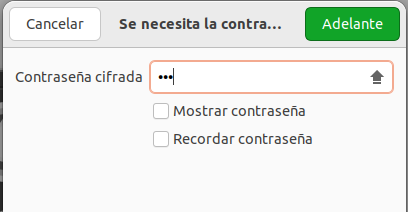 Cancelar
Se necesita la contra...
Adelante
Contraseña cifrada
•••
Mostrar contraseña
Recordar contraseña